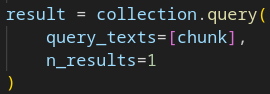 result = collection.query(
    query_texts=[chunk],
    n_results=1
)